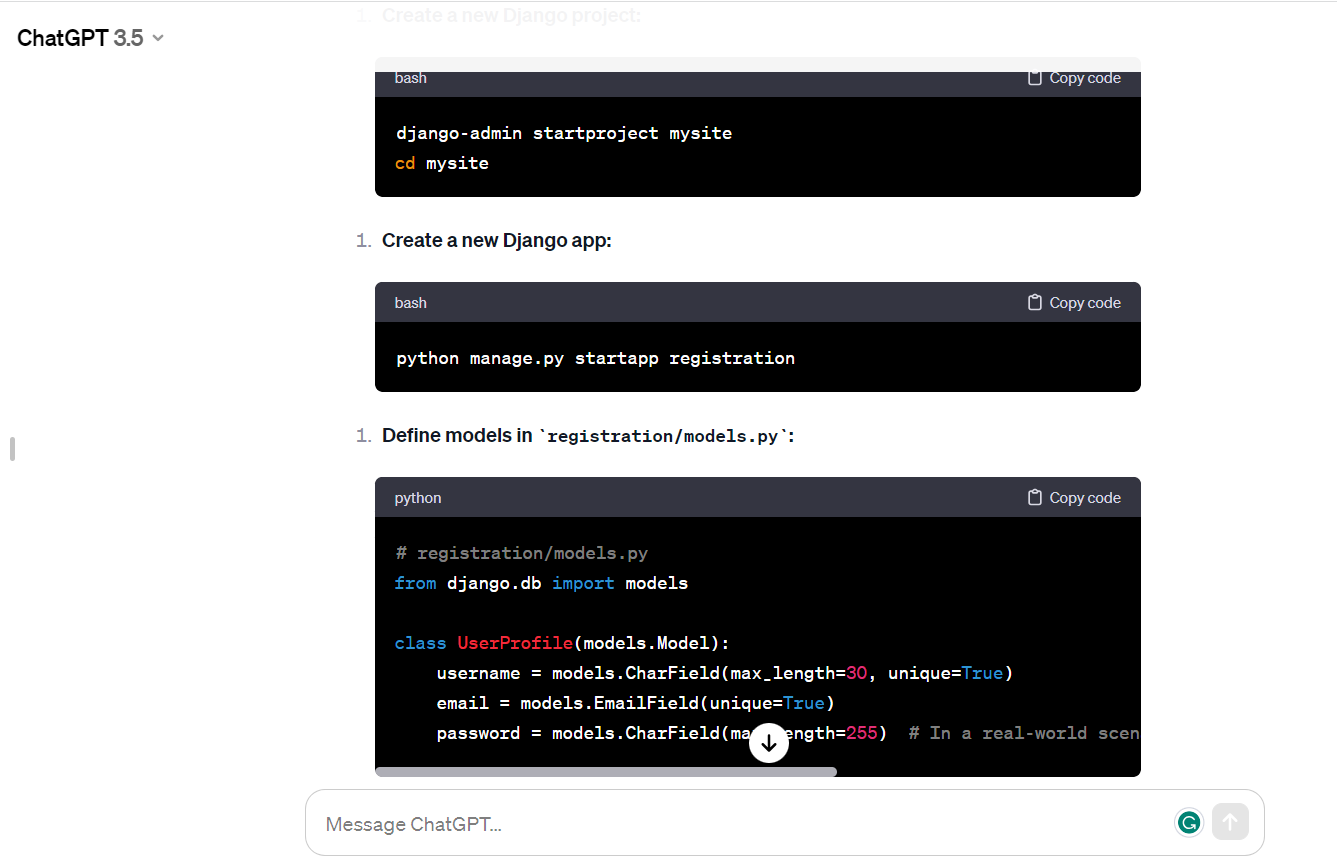 1. Create a new Django project:
ChatGPT 3.5
bash
Copy code
django-admin startproject mysite
cd mysite
1. Create a new Django app:
bash
Copy code
python manage.py startapp registration
1. Define models in `registration/models.py`:
python
Copy code
# registration/models.py
from django.db import models
class UserProfile(models.Model):
username = models.CharField(max_length=30, unique=True)
email = models.EmailField(unique=True)
password = models.CharField(ma ength=255) # In a real-world scen
Message ChatGPT...